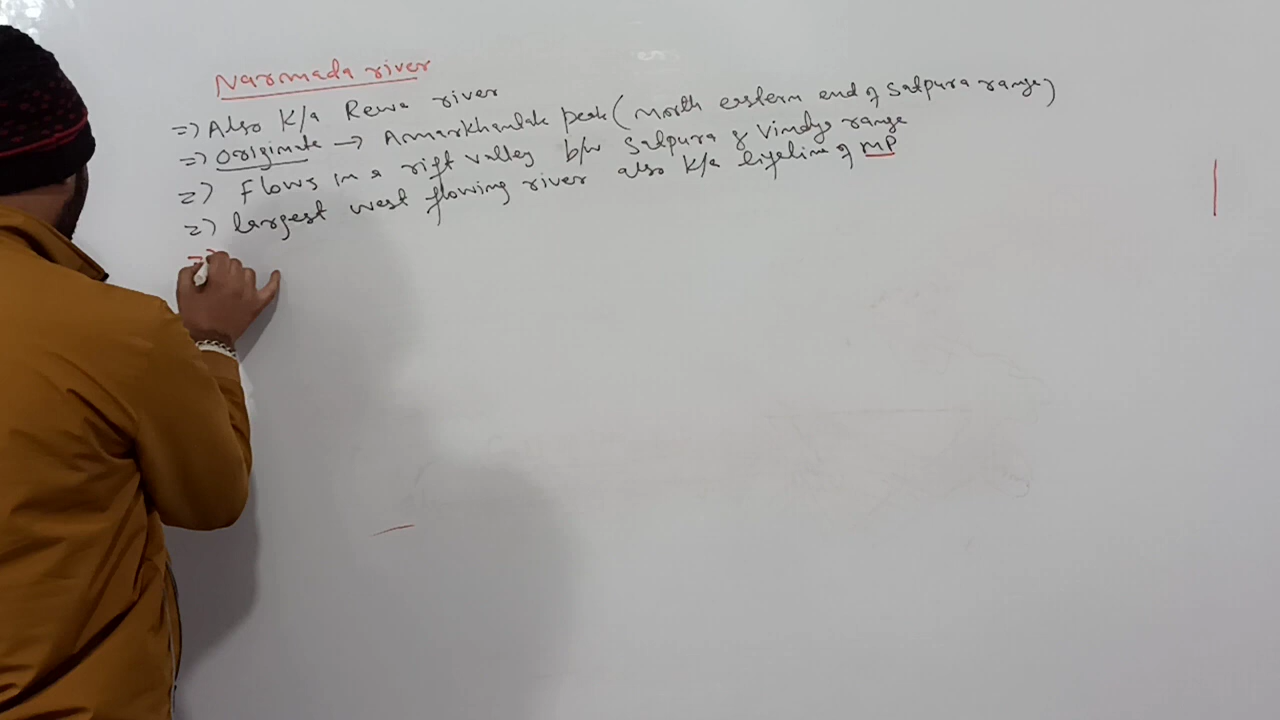 Narmada river
=> Also K/a Rewa river
=> Originate -> Amarkhantak peak (North eastern end of Satpura range)
=> Flows in a rift valley b/w Satpura & Vindya range
=> largest west flowing river also k/a lifeline of MP
=>